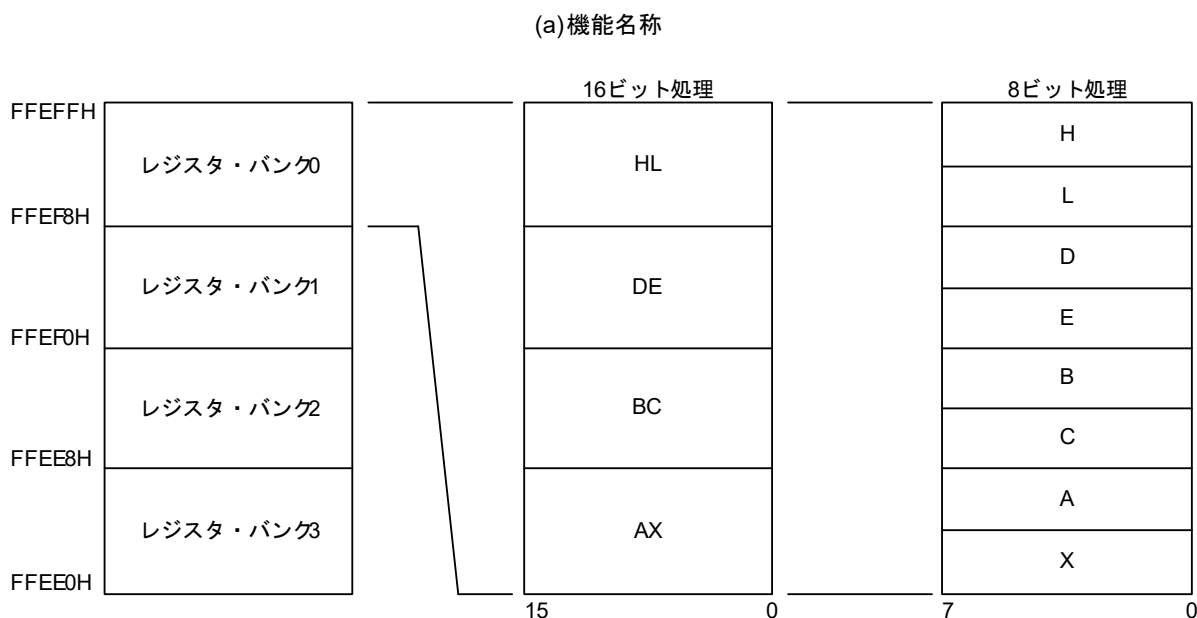 (a)機能名称
16ビット処理
8ビット処理
FFEFFH
レジスタ・バンク0
HL
H
L
FFEF8H
レジスタ・バンク1
DE
D
E
FFEF0H
レジスタ・バンク2
BC
B
C
FFEE8H
レジスタ・バンク3
AX
A
X
FFEE0H
15
0
7
0